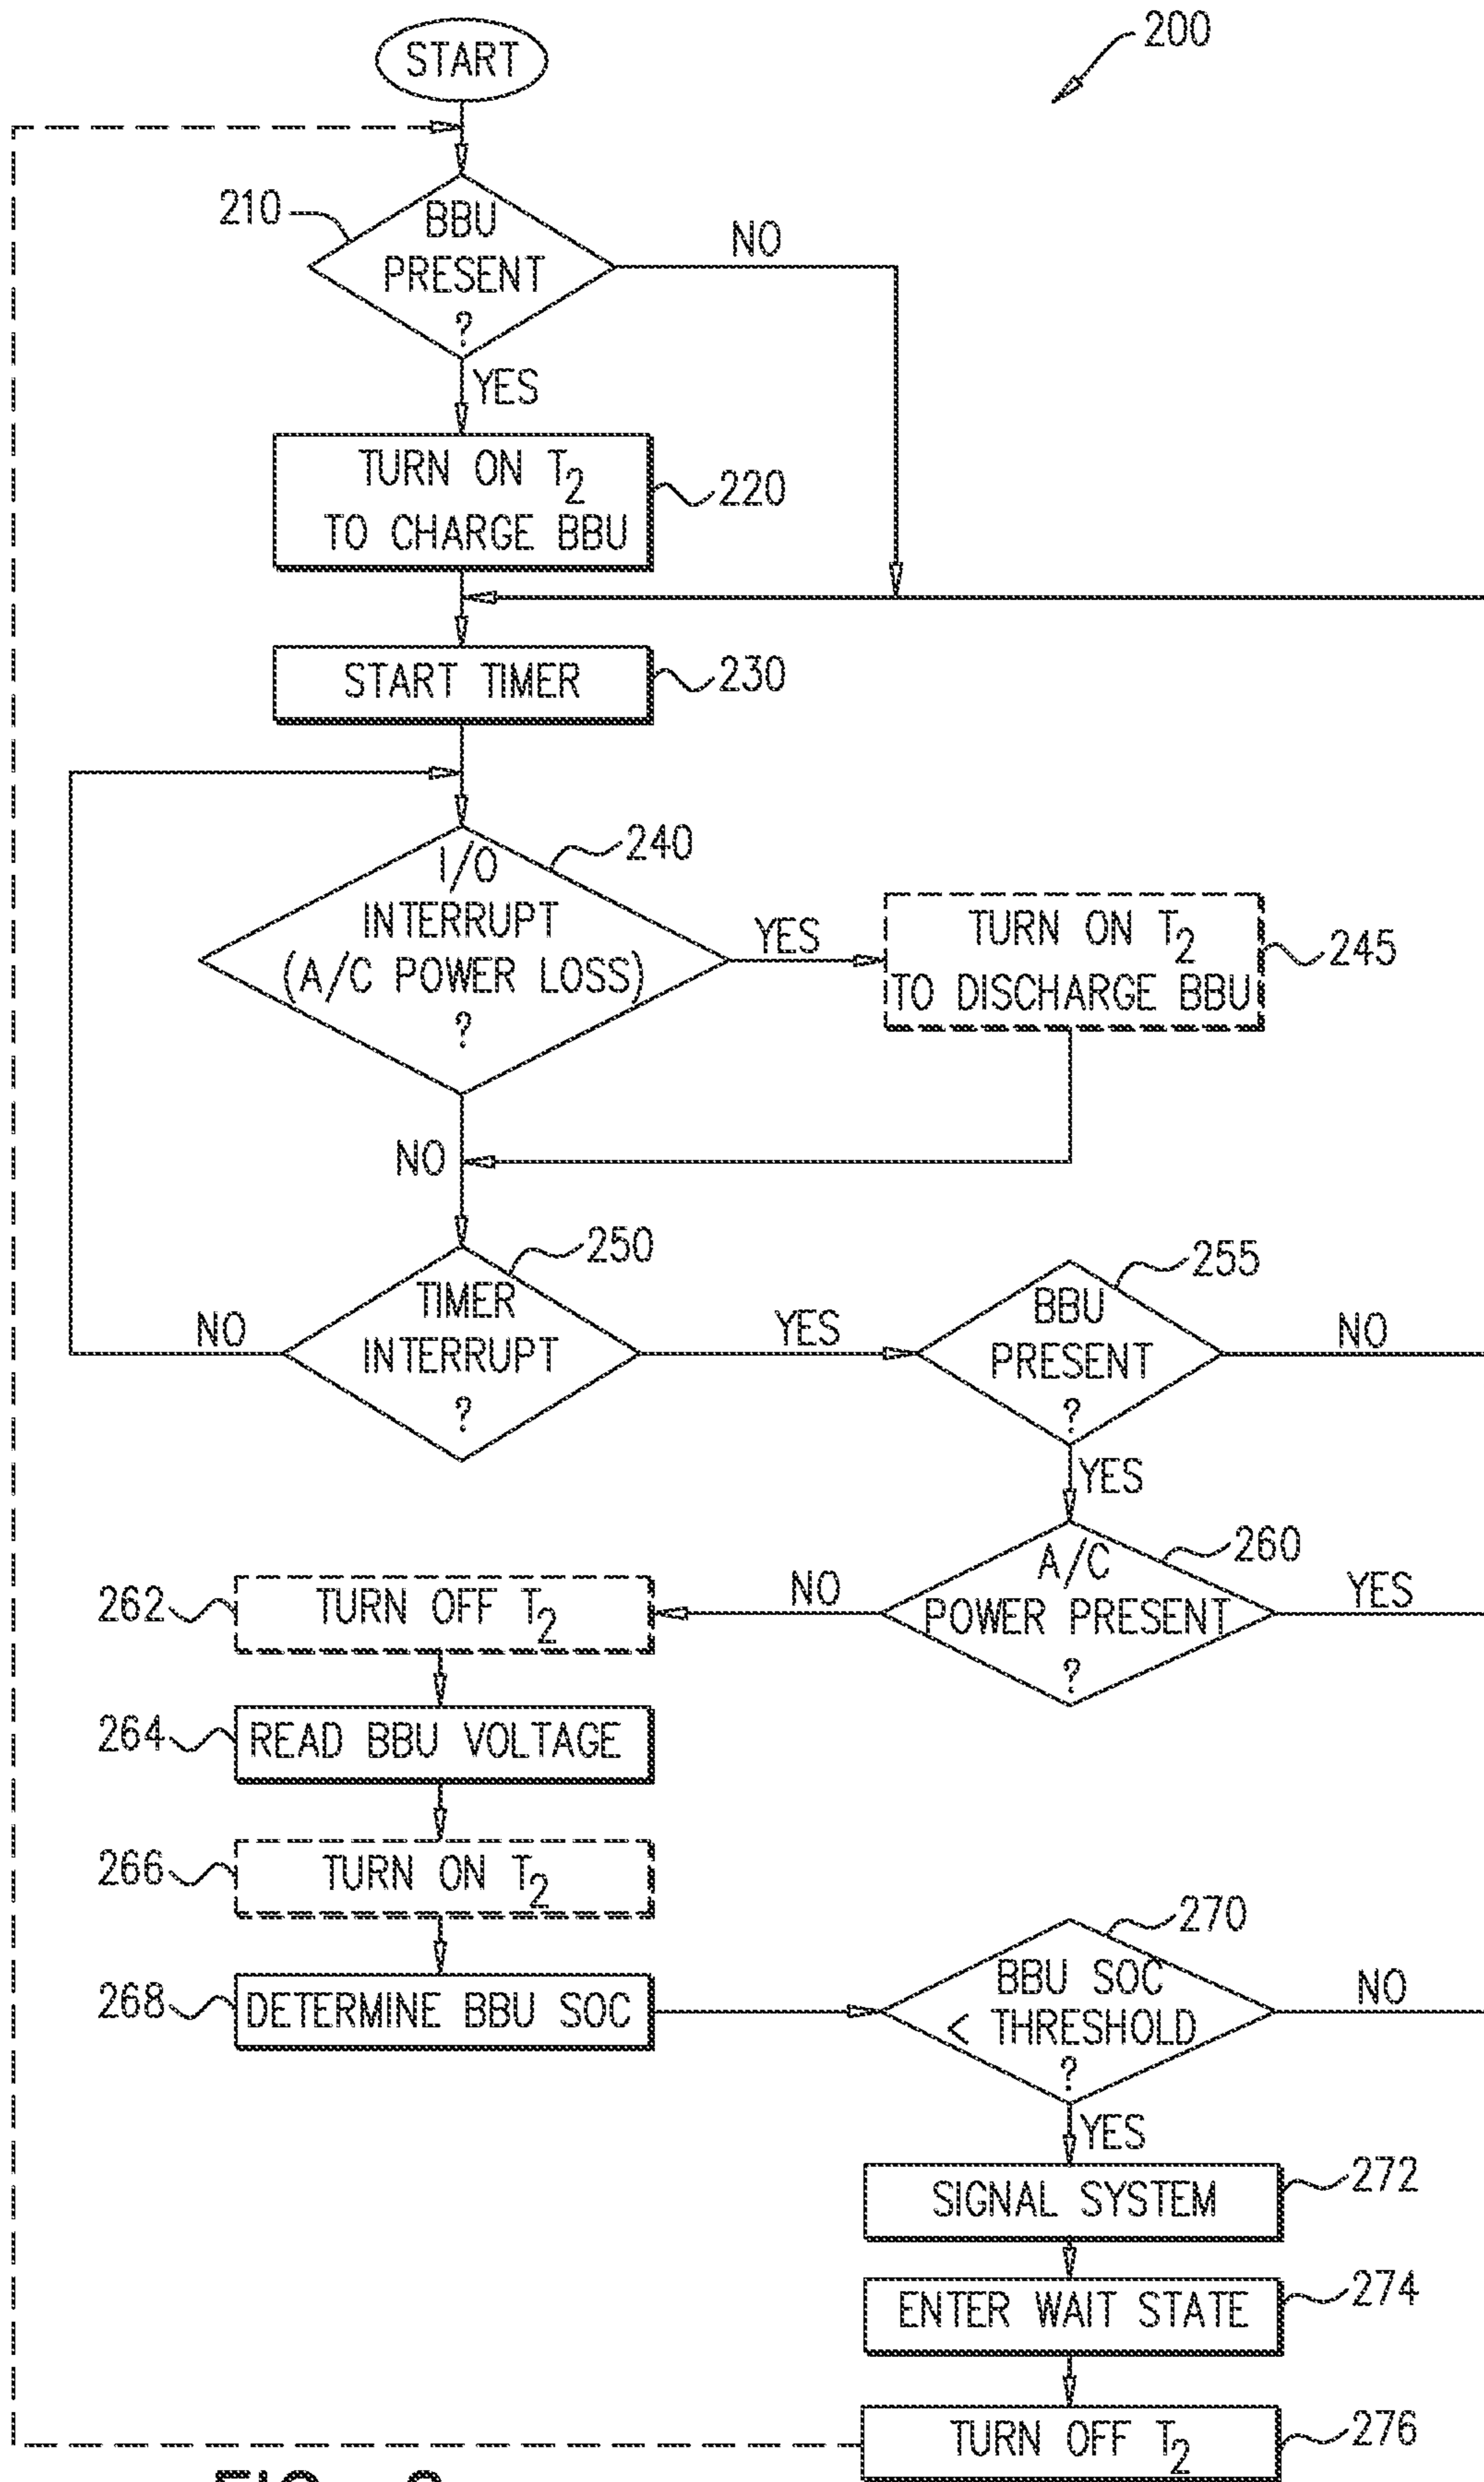 200
START
210
BBU
PRESENT
?
NO
YES
TURN ON T2
TO CHARGE BBU
220
START TIMER
230
240
I/O
INTERRUPT
(A/C POWER LOSS)
?
YES
TURN ON T2
TO DISCHARGE BBU
245
NO
250
TIMER
INTERRUPT
?
NO
YES
255
BBU
PRESENT
?
NO
YES
260
A/C
POWER PRESENT
?
NO
YES
262
TURN OFF T2
264
READ BBU VOLTAGE
266
TURN ON T2
268
DETERMINE BBU SOC
270
BBU SOC
< THRESHOLD
?
NO
YES
SIGNAL SYSTEM
272
ENTER WAIT STATE
274
TURN OFF T2
276